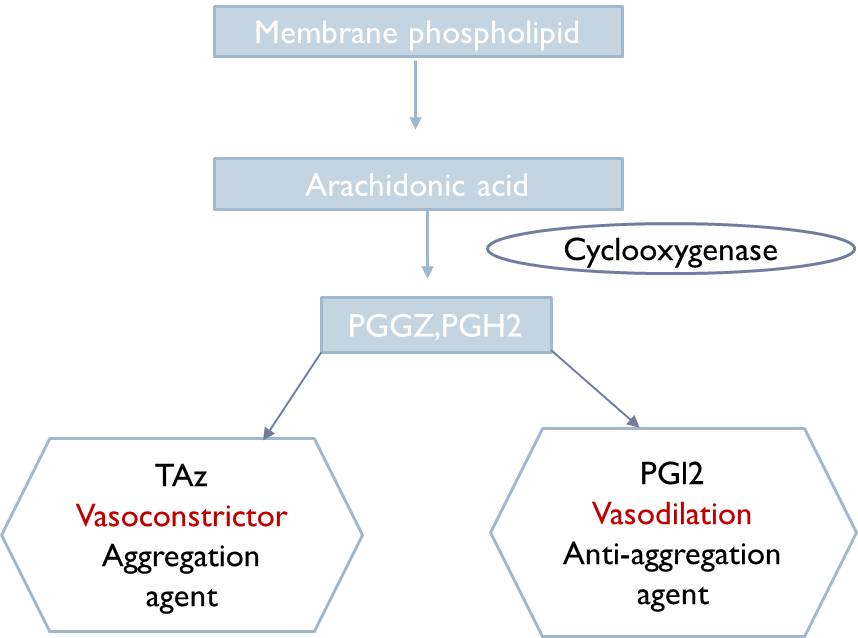 Membrane phospholipid
Arachidonic acid
Cyclooxygenase
PGGZ,PGH2
TAz
Vasoconstrictor
Aggregation
agent
PGI2
Vasodilation
Anti-aggregation
agent